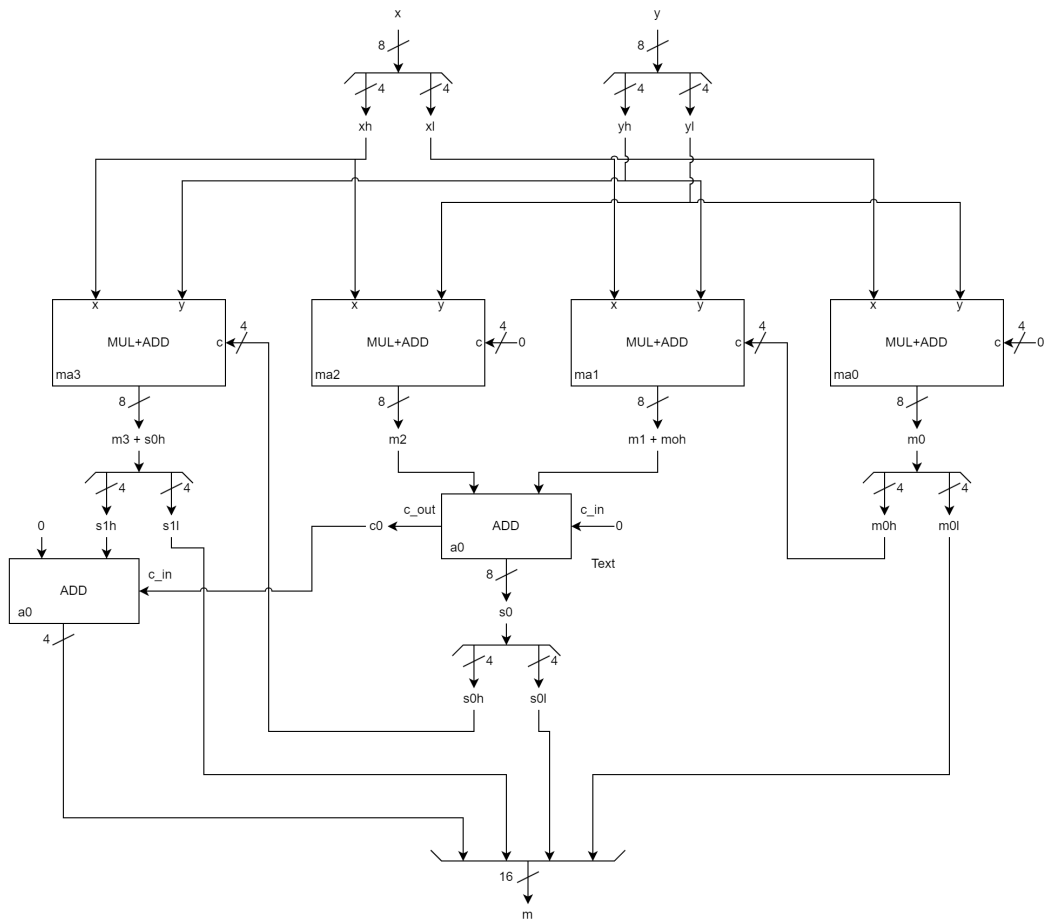 x y
8 8
4 4 4 4
xh xl yh yl
x y x y x y x y
4 4 4 4
MUL+ADD c MUL+ADD c 0 MUL+ADD c MUL+ADD c 0
ma3 ma2 ma1 ma0
8 8 8 8
m3 + s0h m2 m1 + moh m0
4 4 4 4
c_out c_in
0 s1h s1l c0 ADD 0 m0h m0l
a0
Text
c_in 8
ADD
a0 s0
4
4 4
s0h s0l
16
m